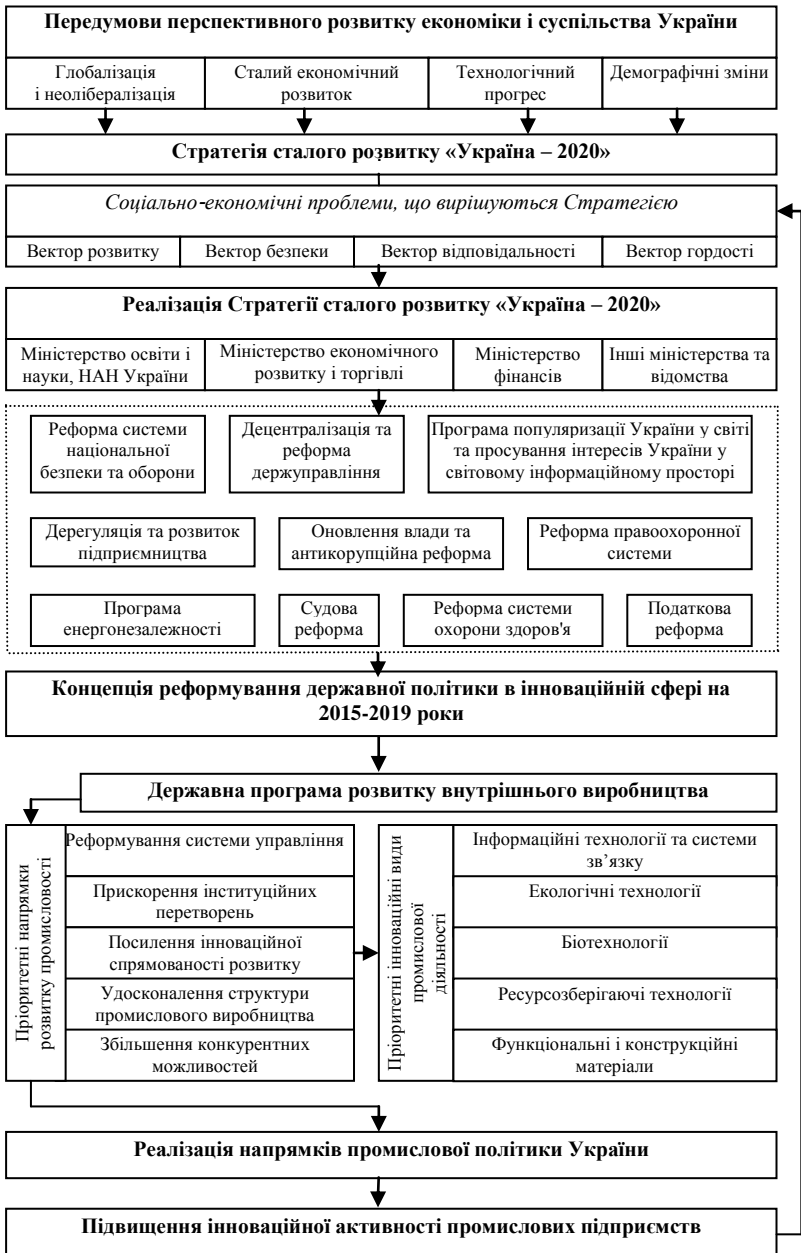 Передумови перспективного розвитку економіки і суспільства України
Глобалізація
і неолібералізація
Сталий економічний
розвиток
Технологічний
прогрес
Демографічні зміни
Стратегія сталого розвитку «Україна – 2020»
Соціально-економічні проблеми, що вирішуються Стратегією
Вектор розвитку
Вектор безпеки
Вектор відповідальності
Вектор гордості
Реалізація Стратегії сталого розвитку «Україна – 2020»
Міністерство освіти і
науки, НАН України
Міністерство економічного
розвитку і торгівлі
Міністерство
фінансів
Інші міністерства та
відомства
Реформа системи
національної
безпеки та оборони
Децентралізація та
реформа
держуправління
Програма популяризації України у світі
та просування інтересів України у
світовому інформаційному просторі
Дерегуляція та розвиток
підприємництва
Оновлення влади та
антикорупційна реформа
Реформа правоохоронної
системи
Програма
енергонезалежності
Судова
реформа
Реформа системи
охорони здоров'я
Податкова
реформа
Концепція реформування державної політики в інноваційній сфері на
2015-2019 роки
Державна програма розвитку внутрішнього виробництва
Пріоритетні напрямки
розвитку промисловості
Реформування системи управління
Прискорення інституційних
перетворень
Посилення інноваційної
спрямованості розвитку
Удосконалення структури
промислового виробництва
Збільшення конкурентних
можливостей
Пріоритетні інноваційні види
промислової
діяльності
Інформаційні технології та системи
зв’язку
Екологічні технології
Біотехнології
Ресурсозберігаючі технології
Функціональні і конструкційні
матеріали
Реалізація напрямків промислової політики України
Підвищення інноваційної активності промислових підприємств